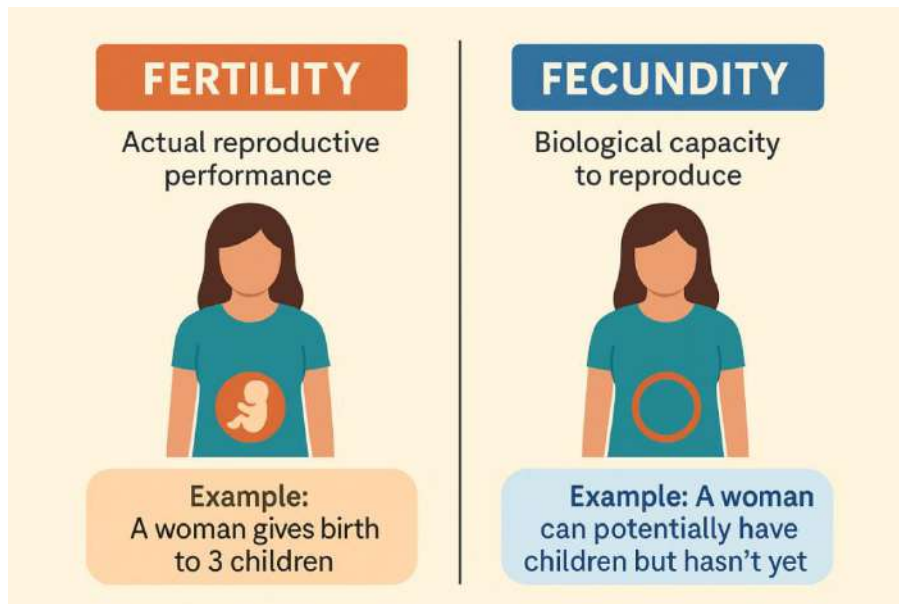 FERTILITY
Actual reproductive
performance
Example:
A woman gives birth
to 3 children
FECUNDITY
Biological capacity
to reproduce
Example: A woman
can potentially have
children but hasn't yet